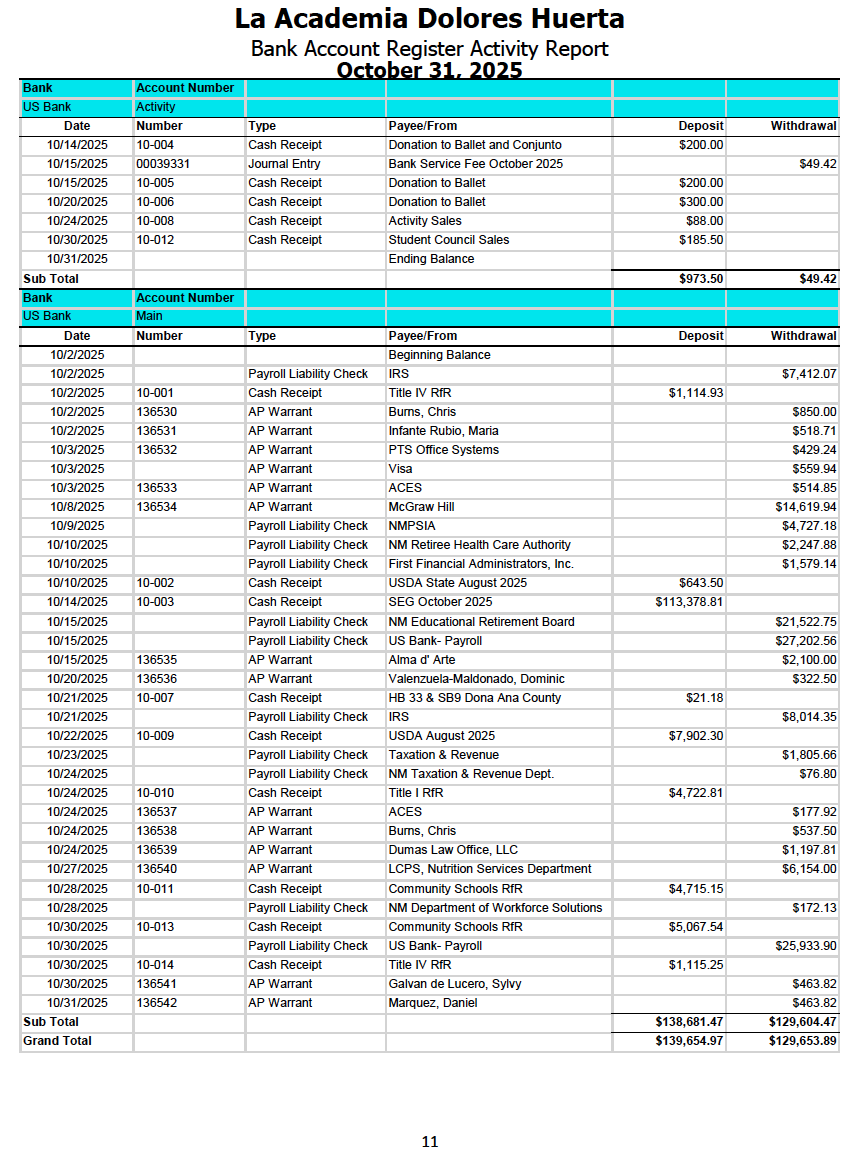 La Academia Dolores Huerta
Bank Account Register Activity Report
October 31, 2025
Bank Account Number
US Bank Activity
Date Number Type Payee/From Deposit Withdrawal
10/14/2025 10-004 Cash Receipt Donation to Ballet and Conjunto $200.00
10/15/2025 00039331 Journal Entry Bank Service Fee October 2025 $49.42
10/15/2025 10-005 Cash Receipt Donation to Ballet $200.00
10/20/2025 10-006 Cash Receipt Donation to Ballet $300.00
10/24/2025 10-008 Cash Receipt Activity Sales $88.00
10/30/2025 10-012 Cash Receipt Student Council Sales $185.50
10/31/2025 Ending Balance
Sub Total $973.50 $49.42
Bank Account Number
US Bank Main
Date Number Type Payee/From Deposit Withdrawal
10/2/2025 Beginning Balance
10/2/2025 Payroll Liability Check IRS $7,412.07
10/2/2025 10-001 Cash Receipt Title IV RfR $1,114.93
10/2/2025 136530 AP Warrant Burns, Chris $850.00
10/2/2025 136531 AP Warrant Infante Rubio, Maria $518.71
10/3/2025 136532 AP Warrant PTS Office Systems $429.24
10/3/2025 AP Warrant Visa $559.94
10/3/2025 136533 AP Warrant ACES $514.85
10/8/2025 136534 AP Warrant McGraw Hill $14,619.94
10/9/2025 Payroll Liability Check NMPSIA $4,727.18
10/10/2025 Payroll Liability Check NM Retiree Health Care Authority $2,247.88
10/10/2025 Payroll Liability Check First Financial Administrators, Inc. $1,579.14
10/10/2025 10-002 Cash Receipt USDA State August 2025 $643.50
10/14/2025 10-003 Cash Receipt SEG October 2025 $113,378.81
10/15/2025 Payroll Liability Check NM Educational Retirement Board $21,522.75
10/15/2025 Payroll Liability Check US Bank- Payroll $27,202.56
10/15/2025 136535 AP Warrant Alma d' Arte $2,100.00
10/20/2025 136536 AP Warrant Valenzuela-Maldonado, Dominic $322.50
10/21/2025 10-007 Cash Receipt HB 33 & SB9 Dona Ana County $21.18
10/21/2025 Payroll Liability Check IRS $8,014.35
10/22/2025 10-009 Cash Receipt USDA August 2025 $7,902.30
10/23/2025 Payroll Liability Check Taxation & Revenue $1,805.66
10/24/2025 Payroll Liability Check NM Taxation & Revenue Dept. $76.80
10/24/2025 10-010 Cash Receipt Title I RfR $4,722.81
10/24/2025 136537 AP Warrant ACES $177.92
10/24/2025 136538 AP Warrant Burns, Chris $537.50
10/24/2025 136539 AP Warrant Dumas Law Office, LLC $1,197.81
10/27/2025 136540 AP Warrant LCPS, Nutrition Services Department $6,154.00
10/28/2025 10-011 Cash Receipt Community Schools RfR $4,715.15
10/28/2025 Payroll Liability Check NM Department of Workforce Solutions $172.13
10/30/2025 10-013 Cash Receipt Community Schools RfR $5,067.54
10/30/2025 Payroll Liability Check US Bank- Payroll $25,933.90
10/30/2025 10-014 Cash Receipt Title IV RfR $1,115.25
10/30/2025 136541 AP Warrant Galvan de Lucero, Sylvy $463.82
10/31/2025 136542 AP Warrant Marquez, Daniel $463.82
Sub Total $138,681.47 $129,604.47
Grand Total $139,654.97 $129,653.89
11